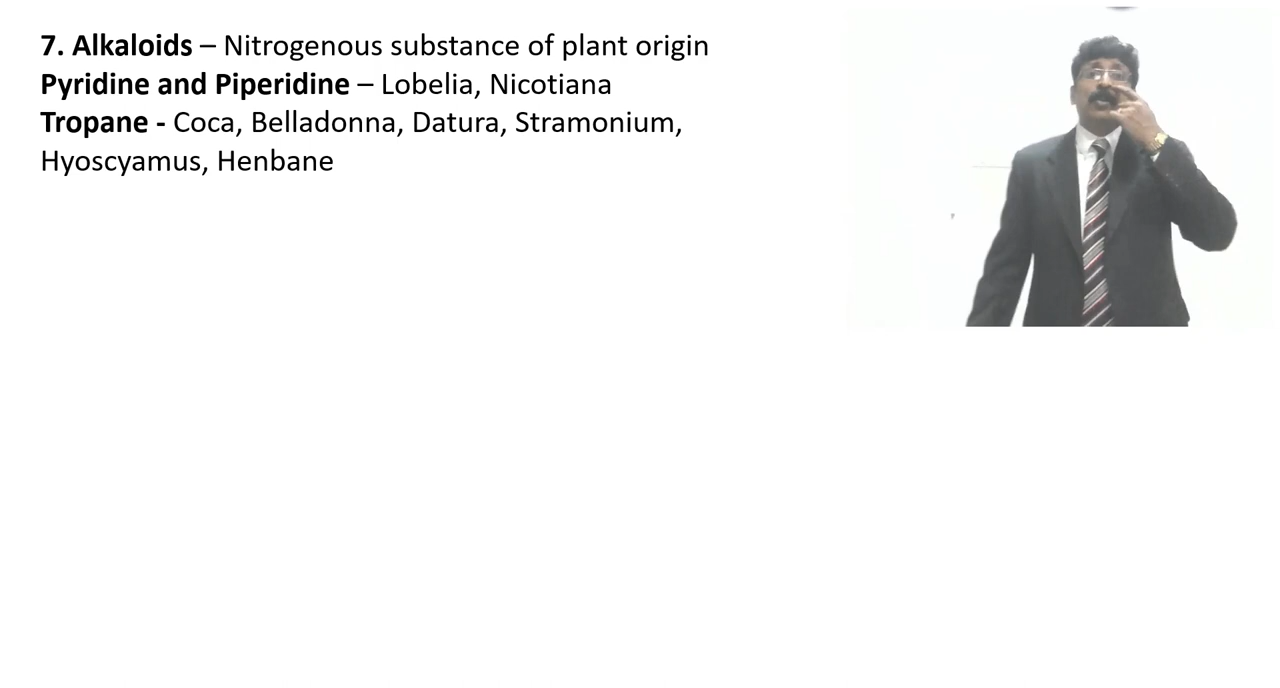 7. Alkaloids – Nitrogenous substance of plant origin
Pyridine and Piperidine – Lobelia, Nicotiana
Tropane - Coca, Belladonna, Datura, Stramonium,
Hyoscyamus, Henbane